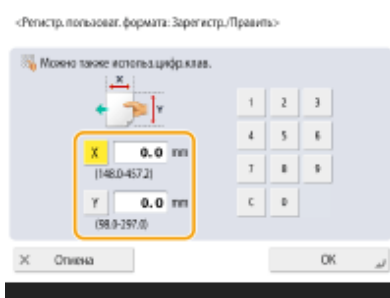 <Регистр. пользоват. формата: Зарегистр./Править>
Можно также использ.цифр.клав.
X
Y
1 2 3
4 5 6
7 8 9
C 0
X 0.0 mm
(148.0-457.2)
Y 0.0 mm
(98.0-297.0)
× Отмена
OK